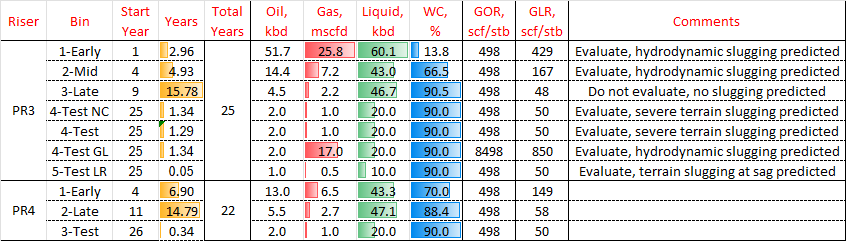 Riser Bin Start Year Years Total Years Oil, kbd Gas, mscfd Liquid, kbd WC, % GOR, scf/stb GLR, scf/stb Comments
PR3 25
1-Early 1 2.96 51.7 25.8 60.1 13.8 498 429 Evaluate, hydrodynamic slugging predicted
2-Mid 4 4.93 14.4 7.2 43.0 66.5 498 167 Evaluate, hydrodynamic slugging predicted
3-Late 9 15.78 4.5 2.2 46.7 90.5 498 48 Do not evaluate, no slugging predicted
4-Test NC 25 1.34 2.0 1.0 20.0 90.0 498 50 Evaluate, severe terrain slugging predicted
4-Test 25 1.29 2.0 1.0 20.0 90.0 498 50 Evaluate, severe terrain slugging predicted
4-Test GL 25 1.34 2.0 17.0 20.0 90.0 8498 850 Evaluate, hydrodynamic slugging predicted
5-Test LR 25 0.05 1.0 0.5 10.0 90.0 498 50 Evaluate, terrain slugging at sag predicted
PR4 22
1-Early 4 6.90 13.0 6.5 43.3 70.0 498 149
2-Late 11 14.79 5.5 2.7 47.1 88.4 498 58
3-Test 26 0.34 2.0 1.0 20.0 90.0 498 50